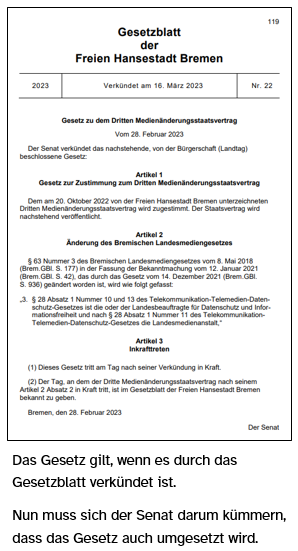 119
Gesetzblatt
der
Freien Hansestadt Bremen
2023 Verkündet am 16. März 2023 Nr. 22
Gesetz zu dem Dritten Medienänderungsstaatsvertrag
Vom 28. Februar 2023
Der Senat verkündet das nachstehende, von der Bürgerschaft (Landtag)
beschlossene Gesetz:
Artikel 1
Gesetz zur Zustimmung zum Dritten Medienänderungsstaatsvertrag
Dem am 20. Oktober 2022 von der Freien Hansestadt Bremen unterzeichneten
Dritten Medienänderungsstaatsvertrag wird zugestimmt. Der Staatsvertrag wird
nachstehend veröffentlicht.
Artikel 2
Änderung des Bremischen Landesmediengesetzes
§ 63 Nummer 3 des Bremischen Landesmediengesetzes vom 8. Mai 2018
(Brem.GBl. S. 177) in der Fassung der Bekanntmachung vom 12. Januar 2021
(Brem.GBl. S. 42), das durch Gesetz vom 14. Dezember 2021 (Brem.GBl.
S. 936) geändert worden ist, wird wie folgt gefasst:
„3. § 28 Absatz 1 Nummer 10 und 13 des Telekommunikation-Telemedien-Daten-
schutz-Gesetzes ist die oder der Landesbeauftragte für Datenschutz und Infor-
mationsfreiheit und nach § 28 Absatz 1 Nummer 11 des Telekommunikation-
Telemedien-Datenschutz-Gesetzes die Landesmedienanstalt,“
Artikel 3
Inkrafttreten
(1) Dieses Gesetz tritt am Tag nach seiner Verkündung in Kraft.
(2) Der Tag, an dem der Dritte Medienänderungsstaatsvertrag nach seinem
Artikel 2 Absatz 2 in Kraft tritt, ist im Gesetzblatt der Freien Hansestadt Bremen
bekannt zu geben.
Bremen, den 28. Februar 2023
Der Senat
Das Gesetz gilt, wenn es durch das
Gesetzblatt verkündet ist.
Nun muss sich der Senat darum kümmern,
dass das Gesetz auch umgesetzt wird.